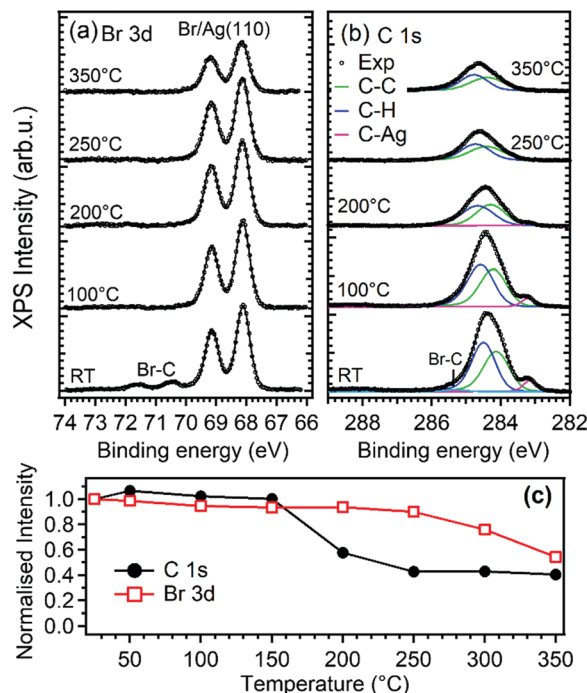 (a) Br 3d
Br/Ag(110)
350°C
250°C
200°C
100°C
RT
Br-C
74 73 72 71 70 69 68 67 66
Binding energy (eV)
XPS Intensity (arb.u.)
(b) C 1s
Exp
C-C
C-H
C-Ag
350°C
250°C
200°C
100°C
Br-C
RT
288 286 284 283 282
Binding energy (eV)
(c)
Normalised Intensity
1.0
0.8
0.6
0.4
0.2
0.0
C 1s
Br 3d
50 100 150 200 250 300 350
Temperature (°C)